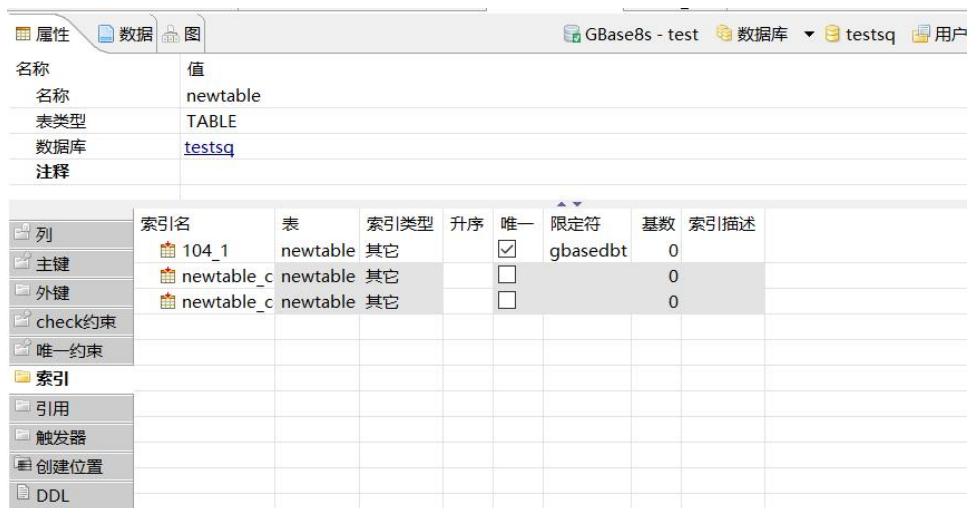 属性 数据 图 GBase8s - test 数据库 testsq 用户
名称 值
名称 newtable
表类型 TABLE
数据库 testsq
注释
索引名 表 索引类型 升序 唯一 限定符 基数 索引描述
104_1 newtable 其它 gbasedbt 0
newtable_c newtable 其它 0
newtable_c newtable 其它 0
列
主键
外键
check约束
唯一约束
索引
引用
触发器
创建位置
DDL